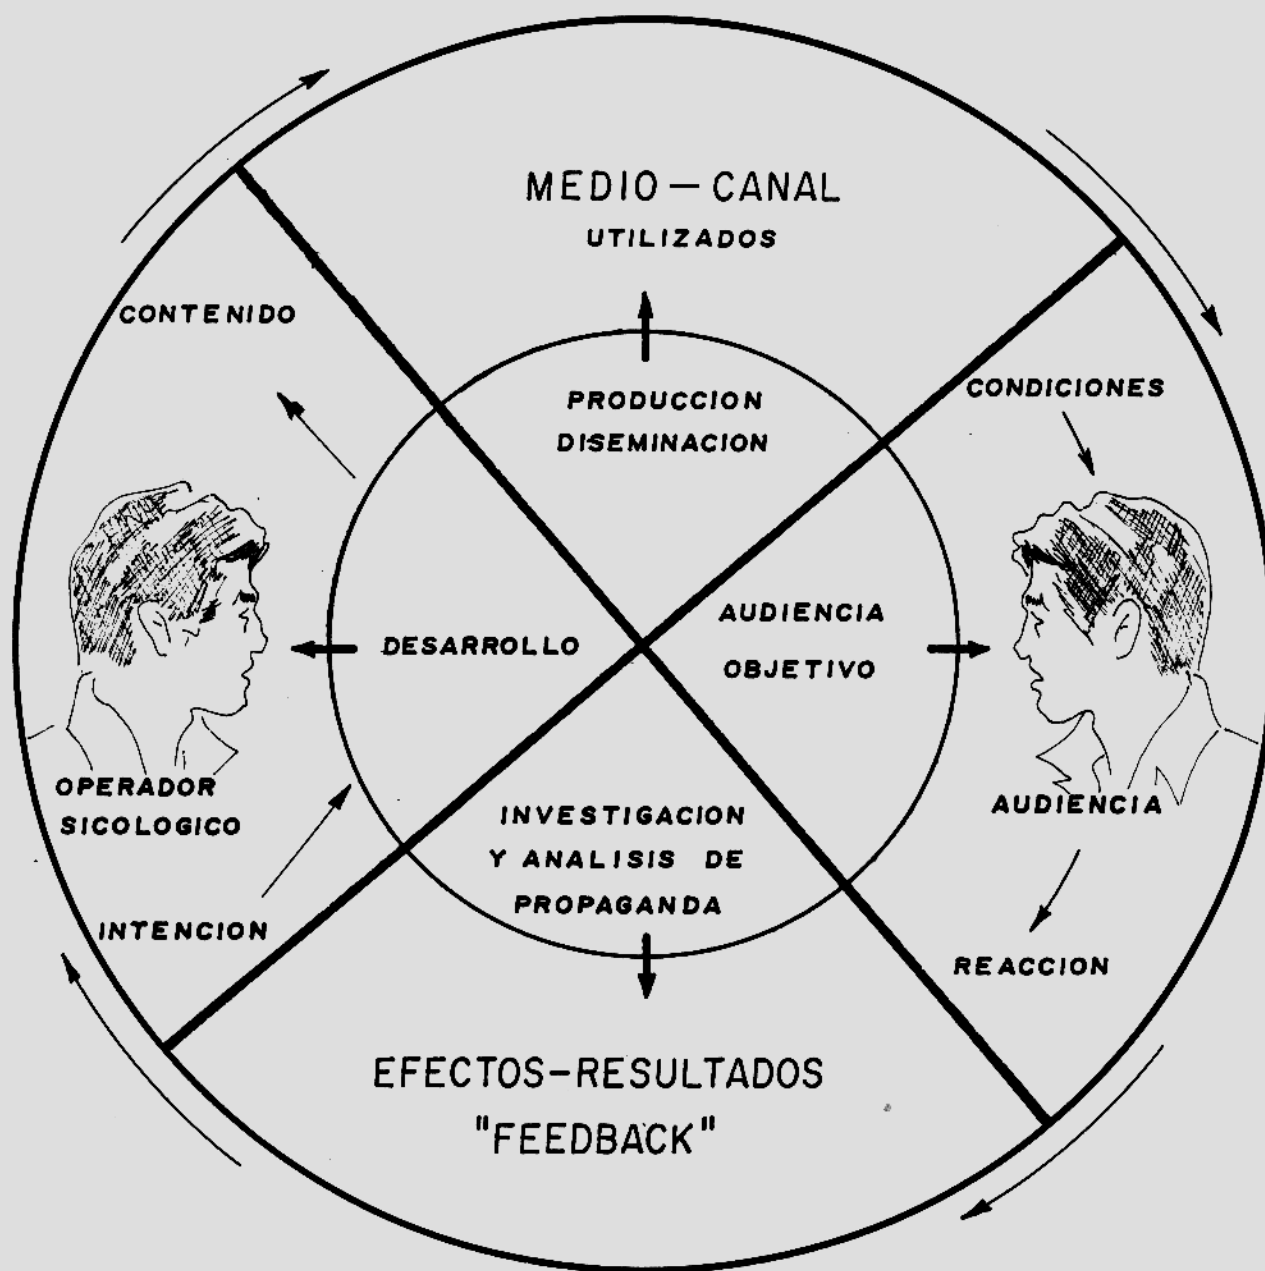 MEDIO — CANAL
UTILIZADOS
CONTENIDO
PRODUCCION
DISEMINACION
CONDICIONES
DESARROLLO
AUDIENCIA
OBJETIVO
OPERADOR
SICOLOGICO
AUDIENCIA
INVESTIGACION
Y ANALISIS DE
PROPAGANDA
INTENCION
REACCION
EFECTOS-RESULTADOS
"FEEDBACK"